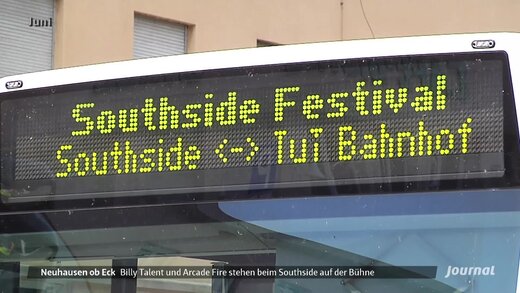 Juni
Southside Festival
Southside <-> TuT Bahnhof
Neuhausen ob Eck Billy Talent und Arcade Fire stehen beim Southside auf der Bühne
journal